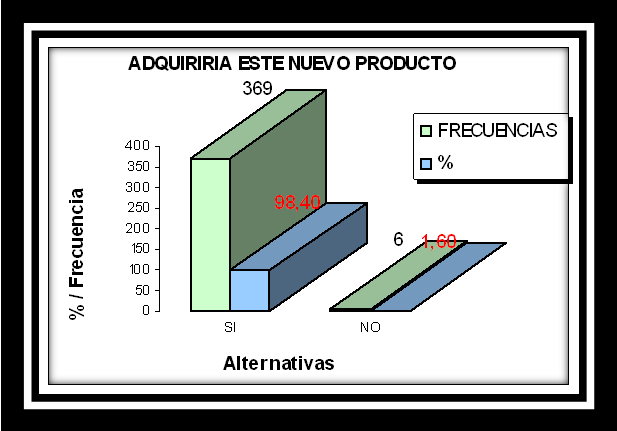 ADQUIRIRIA ESTE NUEVO PRODUCTO
369
FRECUENCIAS
%
400
350
300
250
200
150
100
50
0
98,40
6
1,60
% / Frecuencia
SI
NO
Alternativas